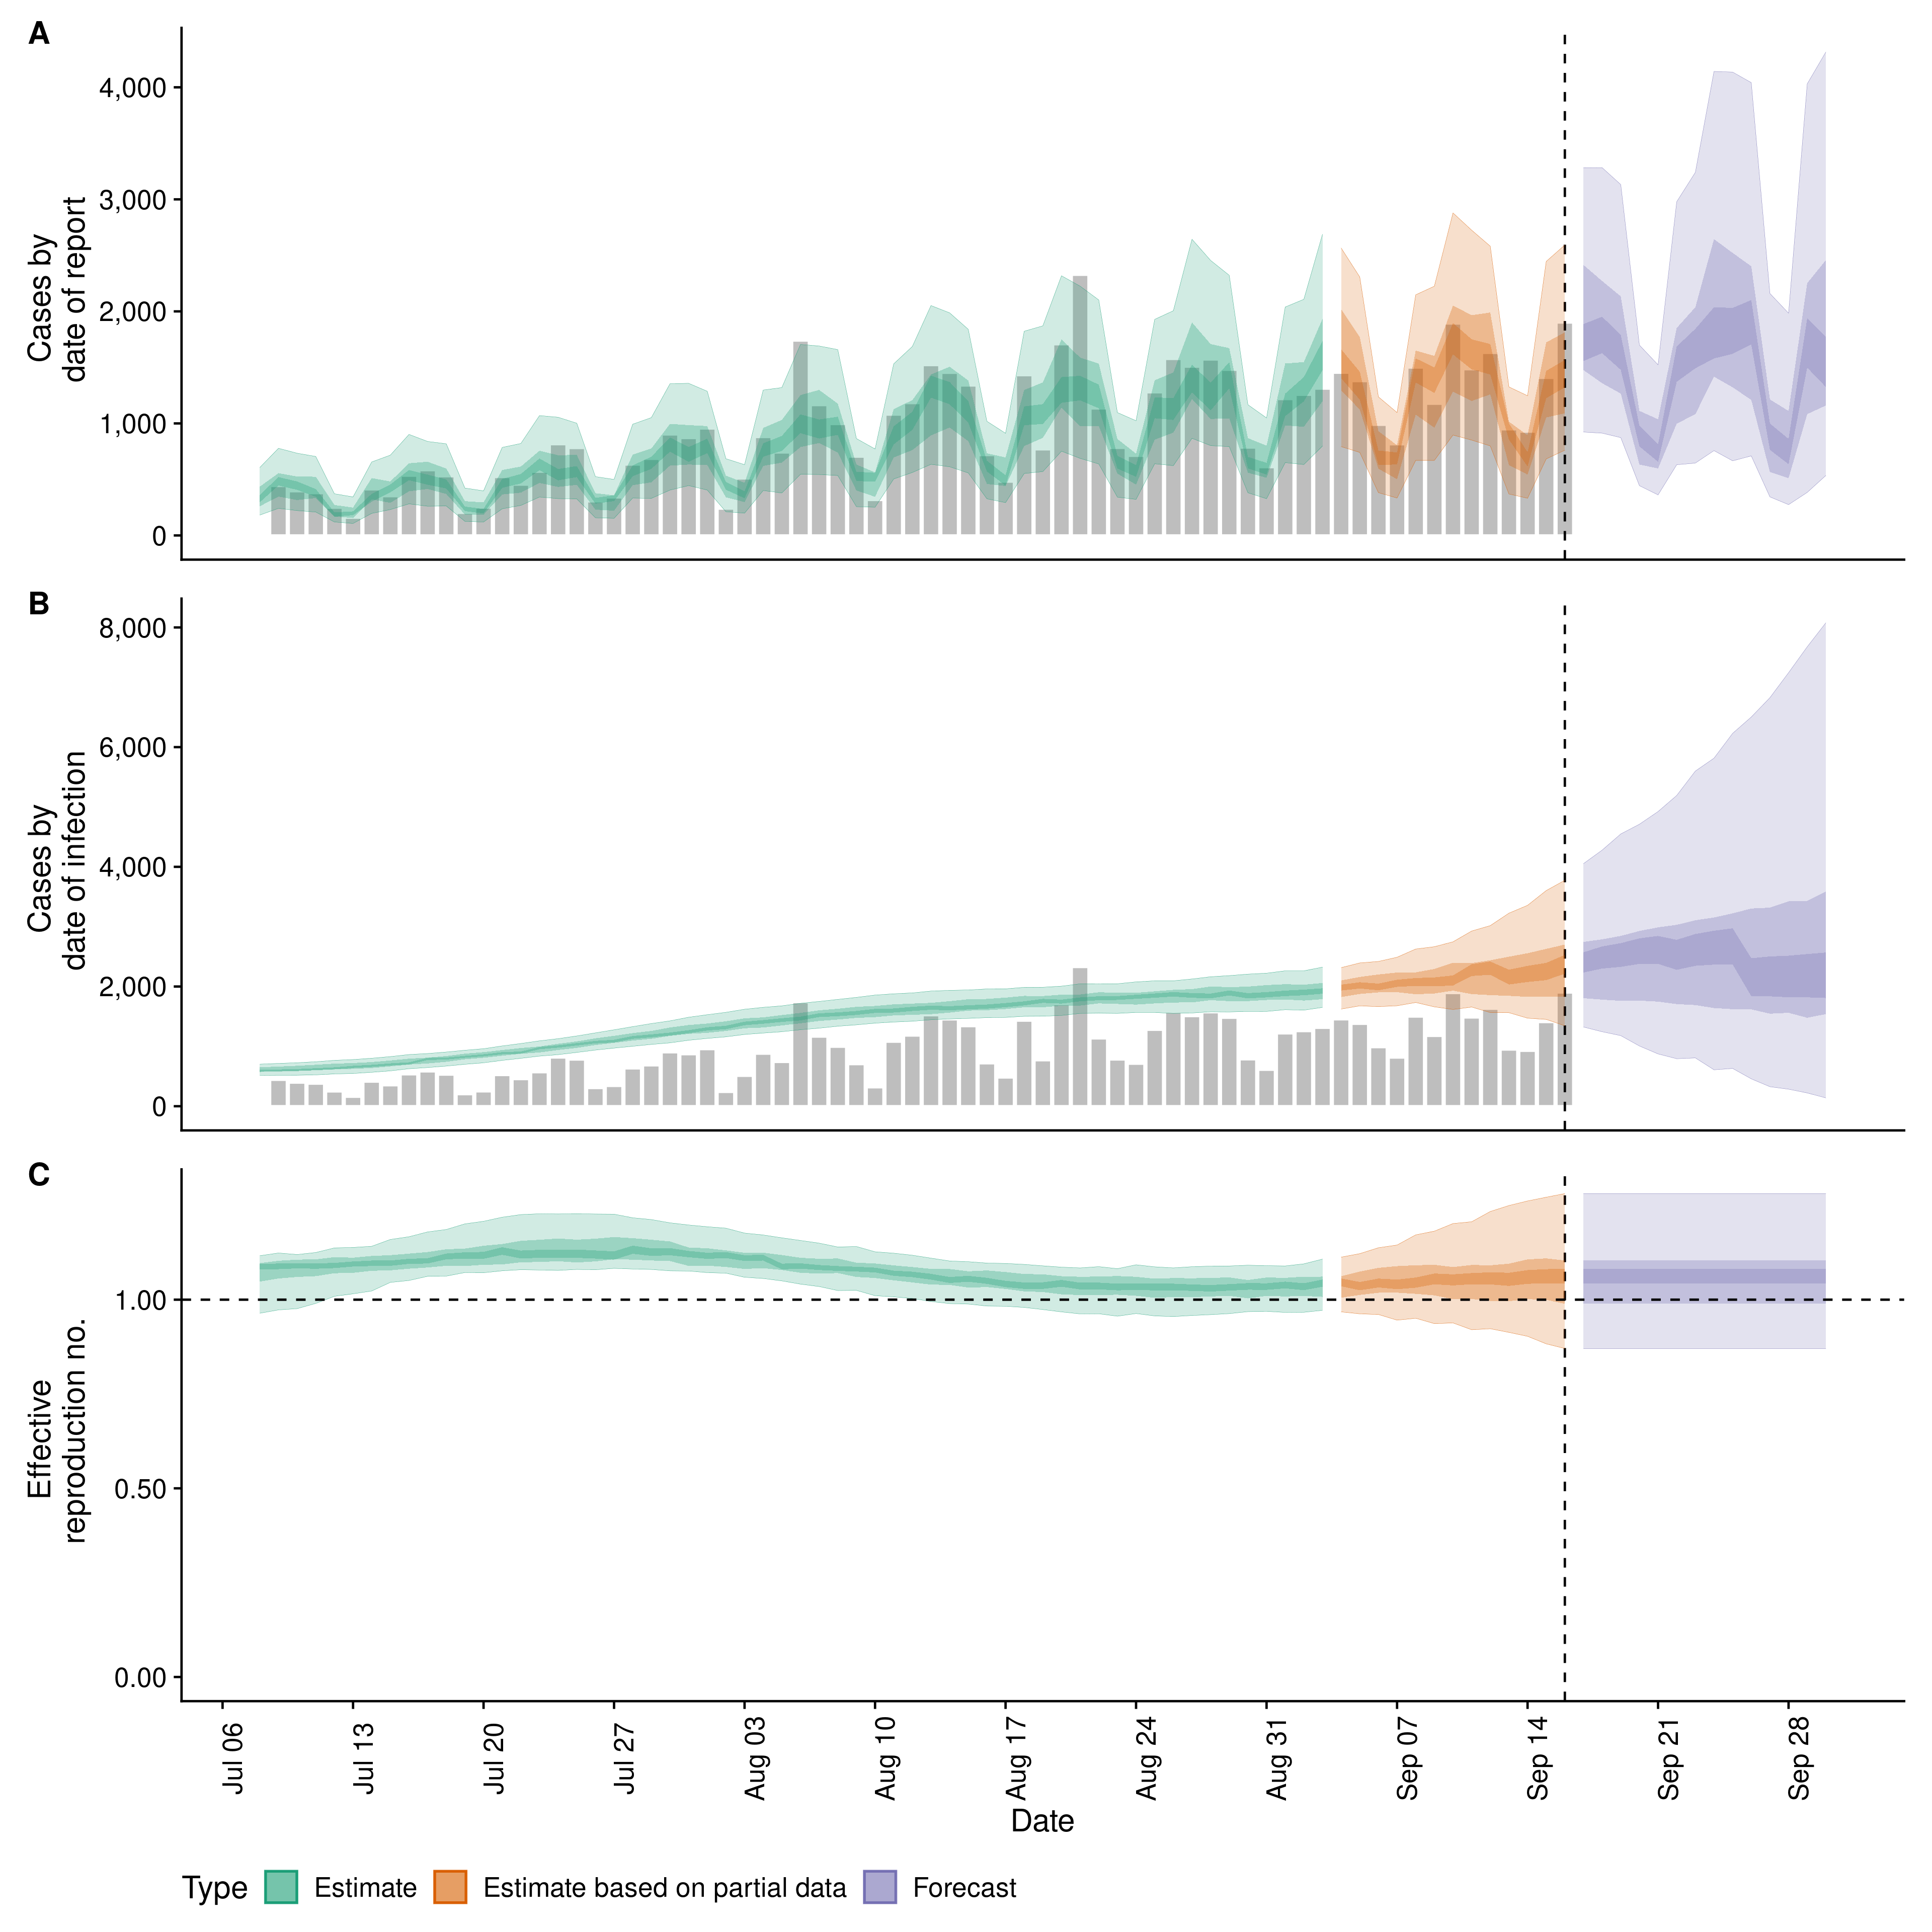 A
4,000
3,000
2,000
1,000
0
Cases by
date of report
B
8,000
6,000
4,000
2,000
0
Cases by
date of infection
C
1.00
0.50
0.00
Effective
reproduction no.
Jul 06
Jul 13
Jul 20
Jul 27
Aug 03
Aug 10
Aug 17
Aug 24
Aug 31
Sep 07
Sep 14
Sep 21
Sep 28
Date
Type Estimate Estimate based on partial data Forecast